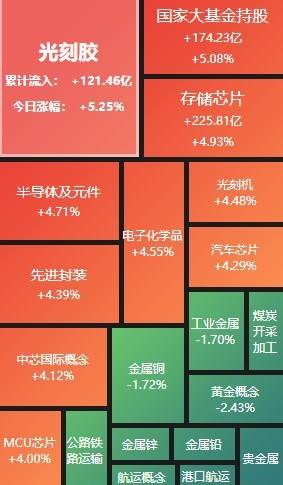 光刻胶
累计流入： +121.46亿
今日涨幅： +5.25%
国家大基金持股
+174.23亿
+5.08%
存储芯片
+225.81亿
+4.93%
半导体及元件
+4.71%
先进封装
+4.39%
中芯国际概念
+4.12%
MCU芯片
+4.00%
公路铁
路运输
电子化学品
+4.55%
光刻机
+4.48%
汽车芯片
+4.29%
工业金属
-1.70%
煤炭
开采
加工
金属铜
-1.72%
黄金概念
-2.43%
金属锌
金属铅
贵金属
航运概念
港口航运